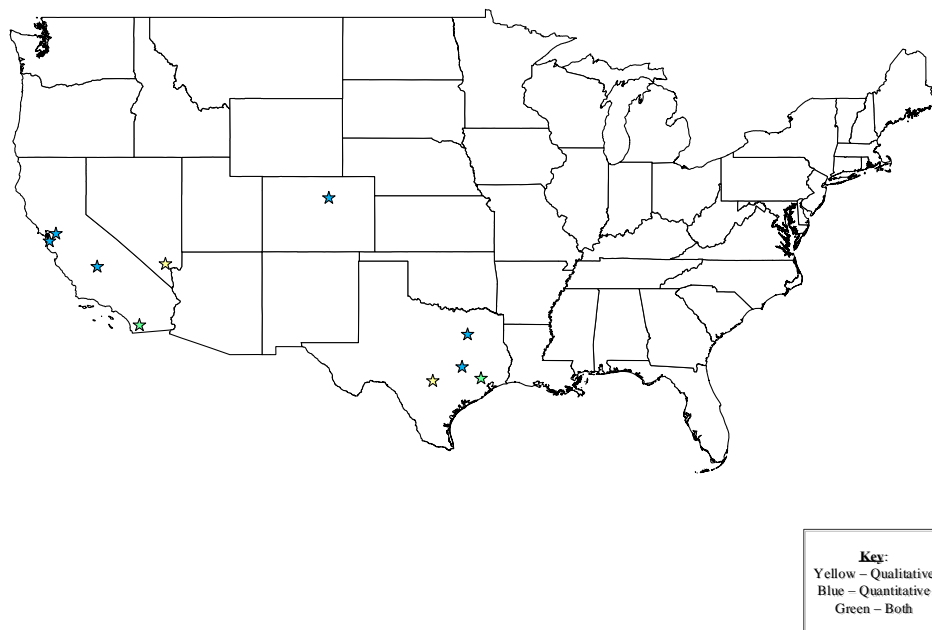 Key:
Yellow – Qualitative
Blue – Quantitative
Green – Both